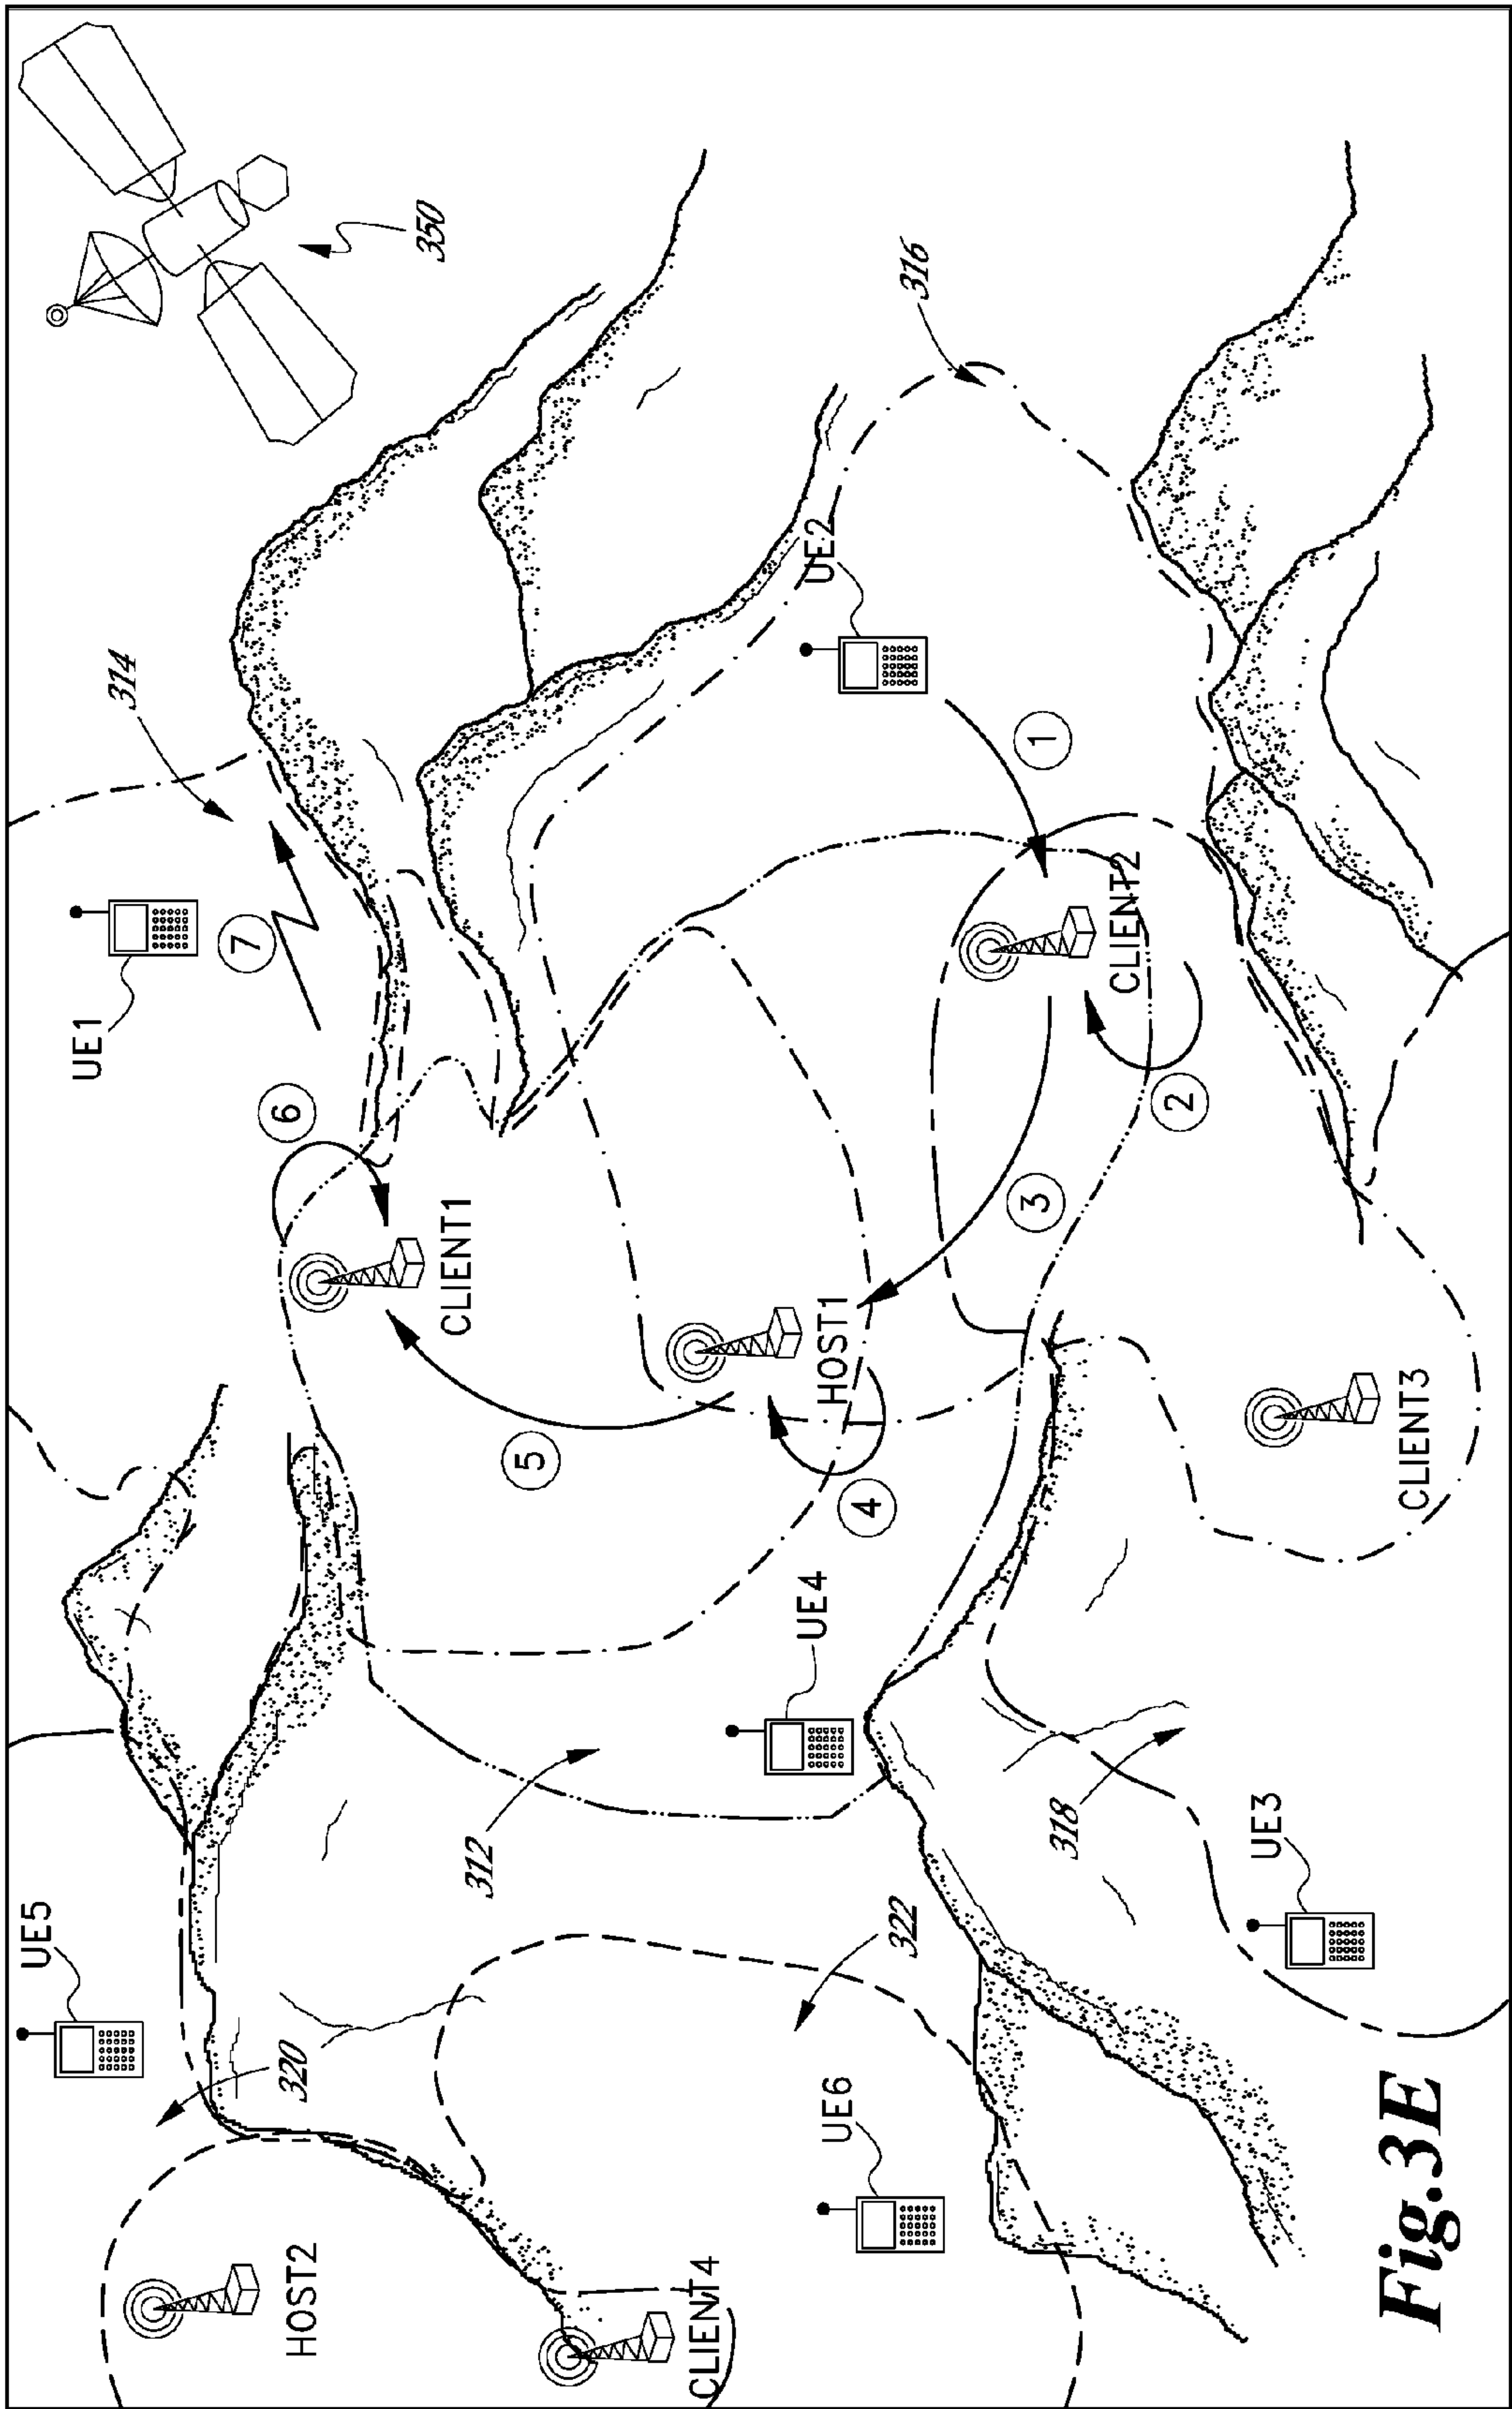 350
314
316
UE1
UE2
7
1
6
CLIENT2
2
3
CLIENT1
HOST1
5
4
CLIENT3
UE4
UE5
312
318
UE3
322
320
UE6
HOST2
CLIENT4
Fig.3E